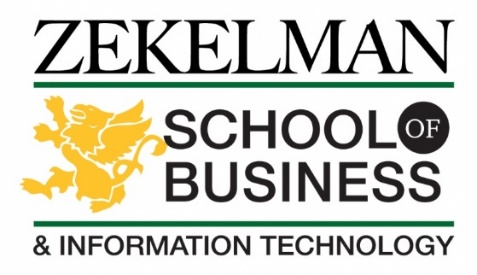 ZEKELMAN
SCHOOL OF
BUSINESS
& INFORMATION TECHNOLOGY